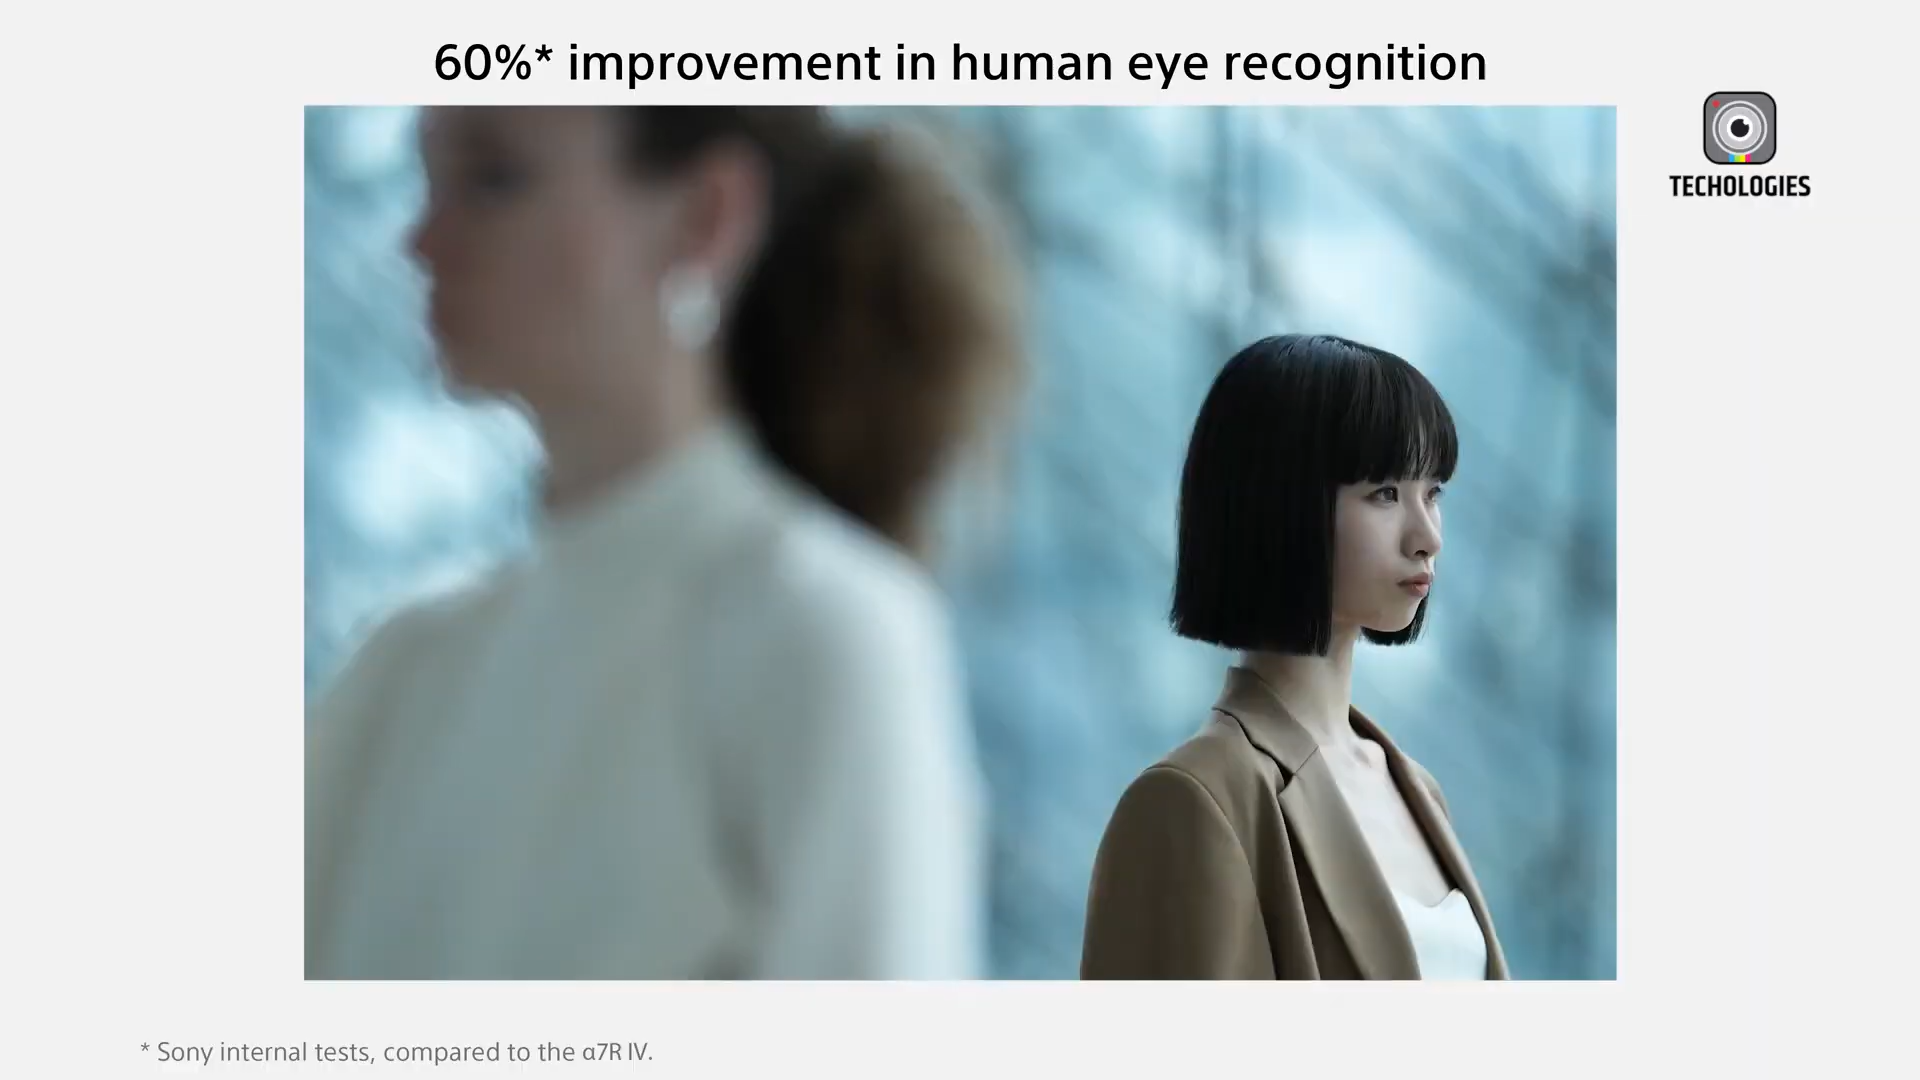 60%* improvement in human eye recognition
TECHOLOGIES
* Sony internal tests, compared to the α7R IV.